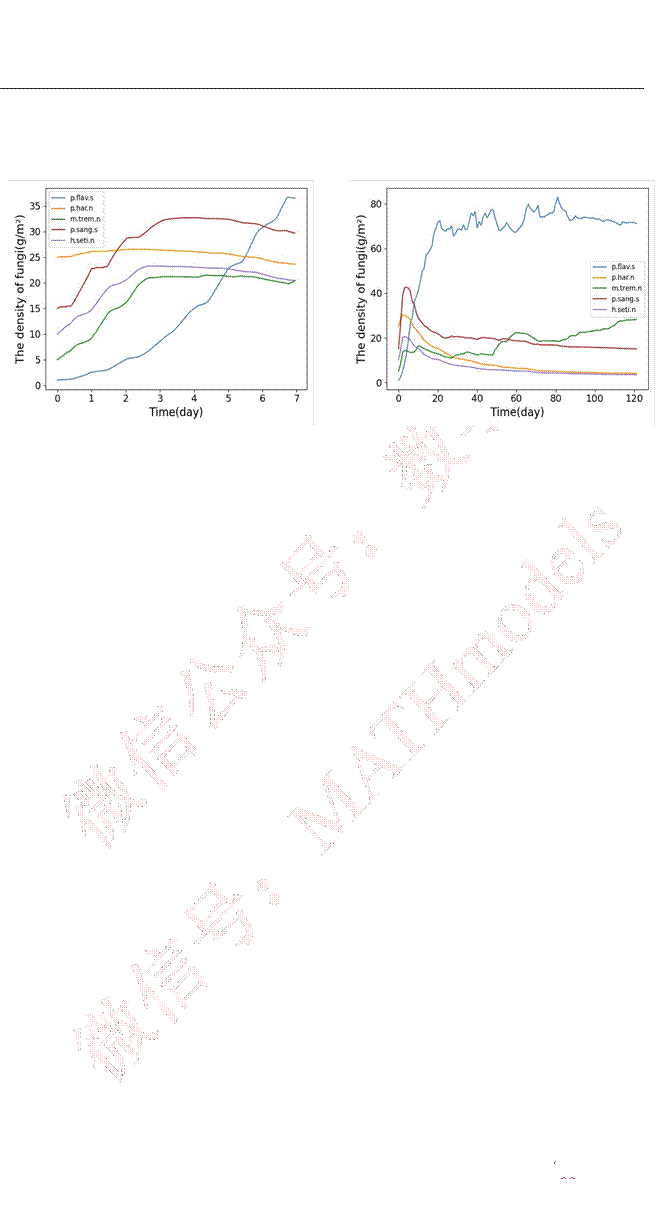 The density of fungi(g/m²)
35
30
25
20
15
10
5
0
p.flav.s
p.har.n
m.trem.n
p.sang.s
h.seti.n
0 1 2 3 4 5 6 7
Time(day)
The density of fungi(g/m²)
80
60
40
20
0
p.flav.s
p.har.n
m.trem.n
p.sang.s
h.seti.n
0 20 40 60 80 100 120
Time(day)
微信公众号：数
微信号： MATHmodels